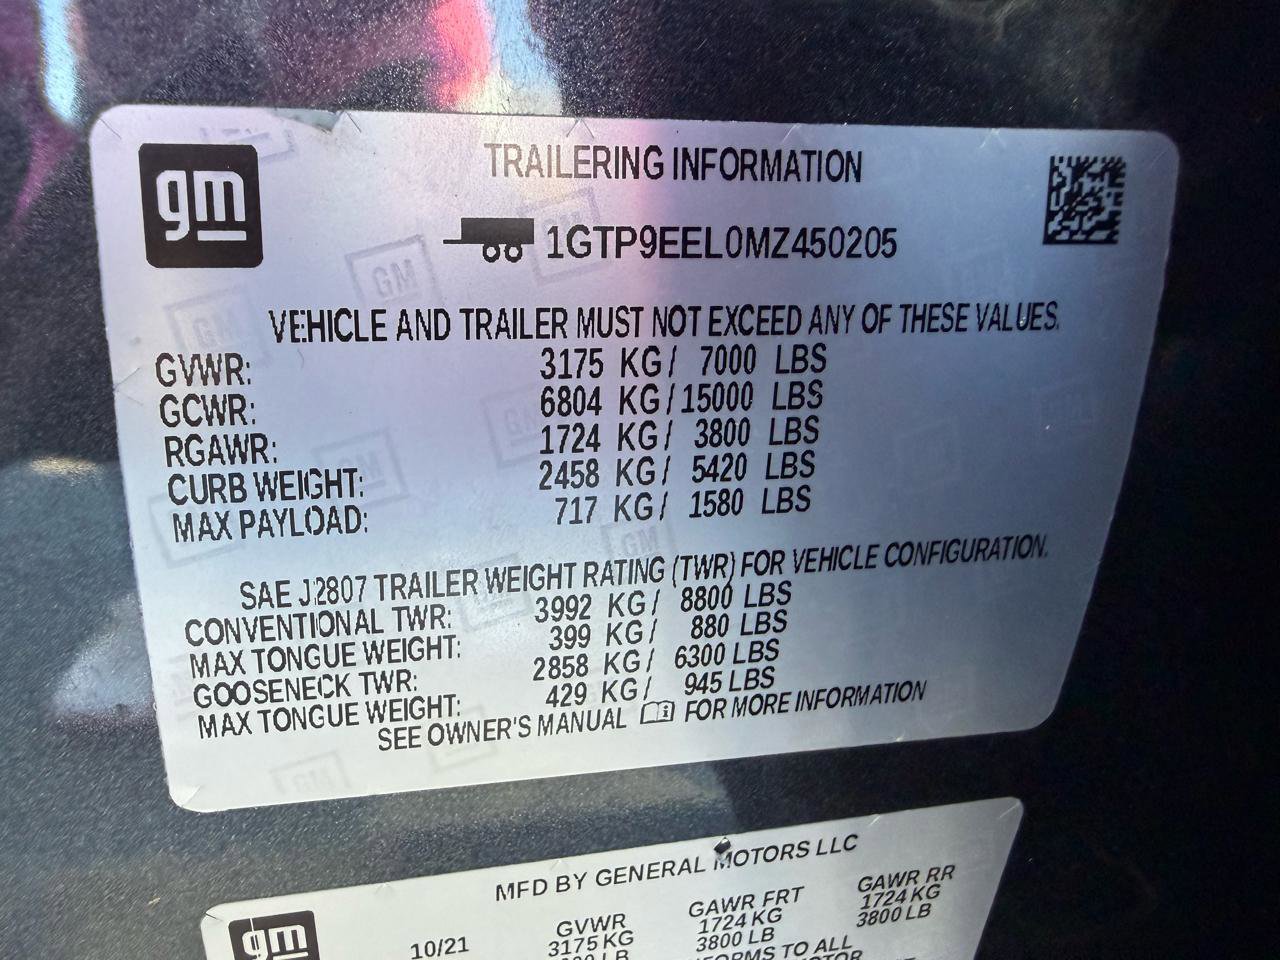 gm
TRAILERING INFORMATION
1GTP9EEL0MZ450205
VEHICLE AND TRAILER MUST NOT EXCEED ANY OF THESE VALUES.
GVWR: 3175 KG/ 7000 LBS
GCWR: 6804 KG/ 15000 LBS
RGAWR: 1724 KG/ 3800 LBS
CURB WEIGHT: 2458 KG/ 5420 LBS
MAX PAYLOAD: 717 KG/ 1580 LBS
SAE J2807 TRAILER WEIGHT RATING (TWR) FOR VEHICLE CONFIGURATION.
CONVENTIONAL TWR: 3992 KG/ 8800 LBS
MAX TONGUE WEIGHT: 399 KG/ 880 LBS
GOOSENECK TWR: 2858 KG/ 6300 LBS
MAX TONGUE WEIGHT: 429 KG/ 945 LBS
SEE OWNER'S MANUAL FOR MORE INFORMATION
MFD BY GENERAL MOTORS LLC
gm
10/21
GVWR GAWR FRT GAWR RR
3175 KG 1724 KG 1724 KG
LB 3800 LB 3800 LB
TO ALL